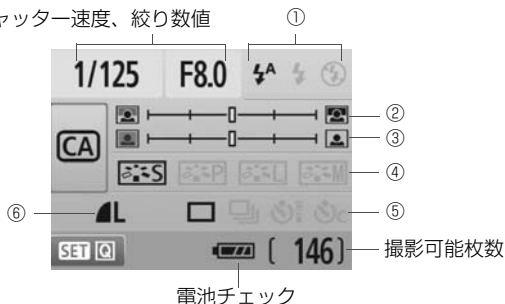 ャッター速度、絞り数値 ①
1/125 F8.0 A
②
CA ③
S P L M ④
⑥ L c ⑤
SET Q [ 146] 撮影可能枚数
電池チェック